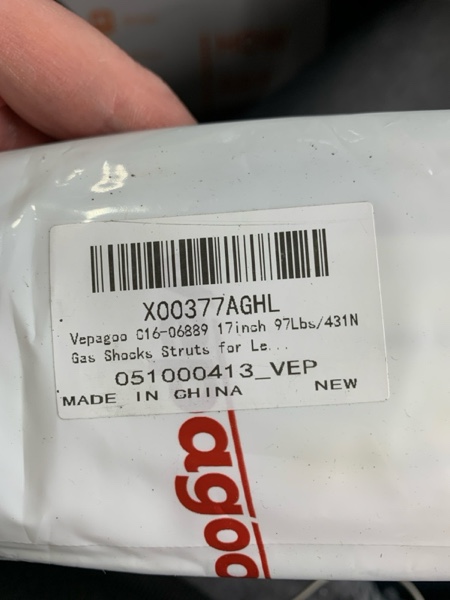 X00377AGHL
Vepagoo C16-06889 17inch 97Lbs/431N
Gas Shocks Struts for Le...
051000413_VEP
MADE IN CHINA NEW
agoo